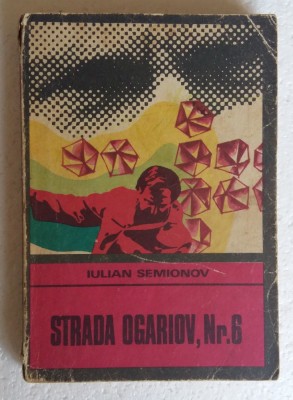 IULIAN SEMIONOV
STRADA OGARIOV, Nr.6